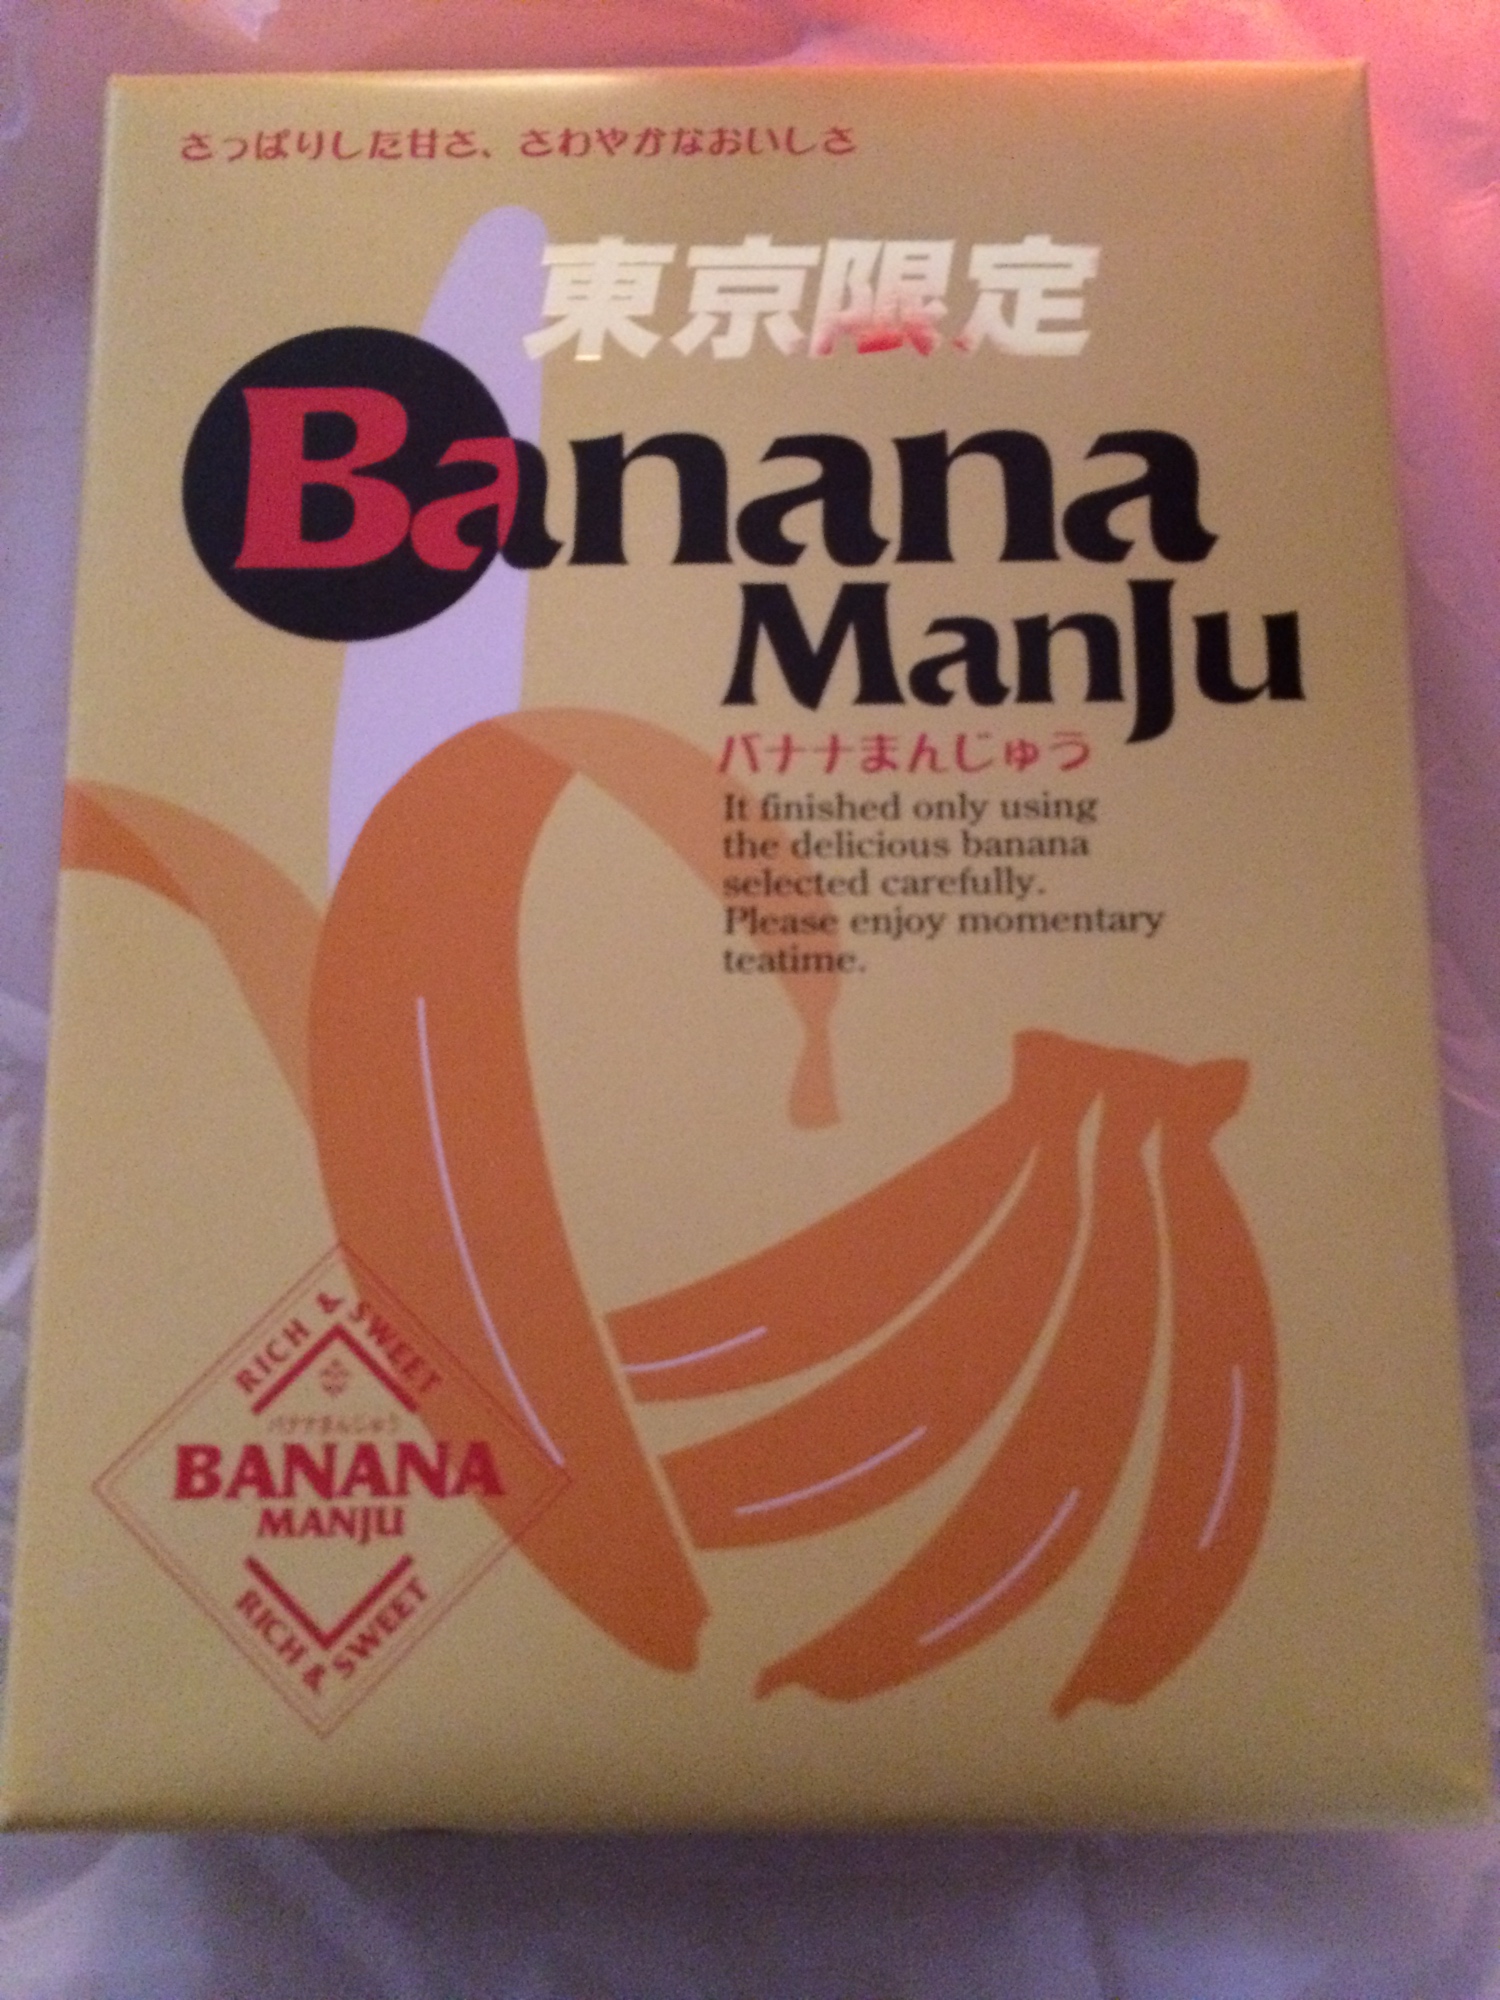 さっぱりした甘さ、さわやかなおいしさ
東京限定
Banana
ManJu
バナナまんじゅう
It finished only using
the delicious banana
selected carefully.
Please enjoy momentary
teatime.
RICH & SWEET
バナナまんじゅう
BANANA
MANJU
RICH & SWEET